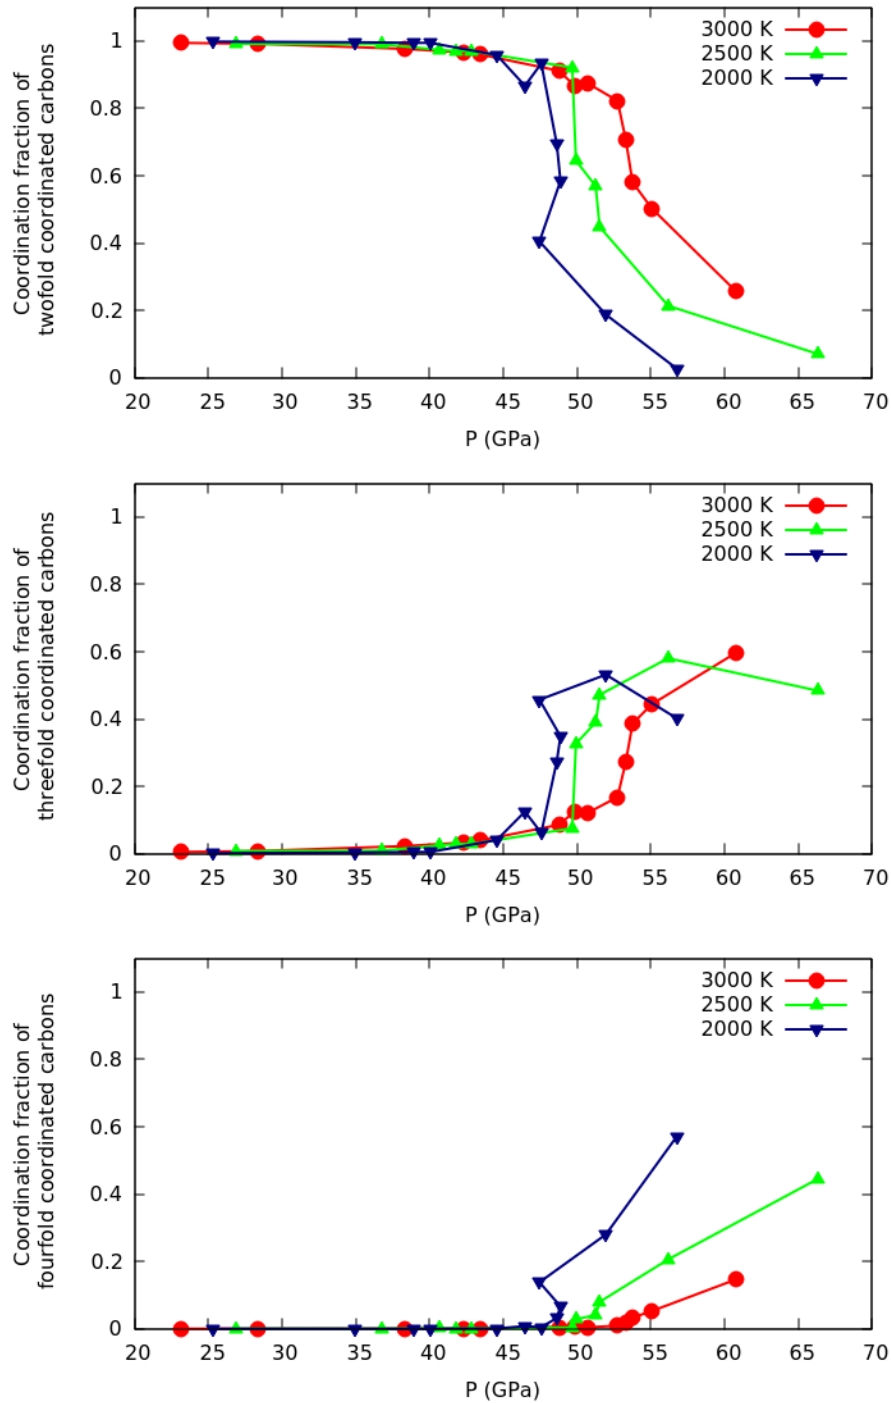 Coordination fraction of
twofold coordinated carbons
1
0.8
0.6
0.4
0.2
0
3000 K
2500 K
2000 K
20 25 30 35 40 45 50 55 60 65 70
P (GPa)
Coordination fraction of
threefold coordinated carbons
1
0.8
0.6
0.4
0.2
0
3000 K
2500 K
2000 K
20 25 30 35 40 45 50 55 60 65 70
P (GPa)
Coordination fraction of
fourfold coordinated carbons
1
0.8
0.6
0.4
0.2
0
3000 K
2500 K
2000 K
20 25 30 35 40 45 50 55 60 65 70
P (GPa)